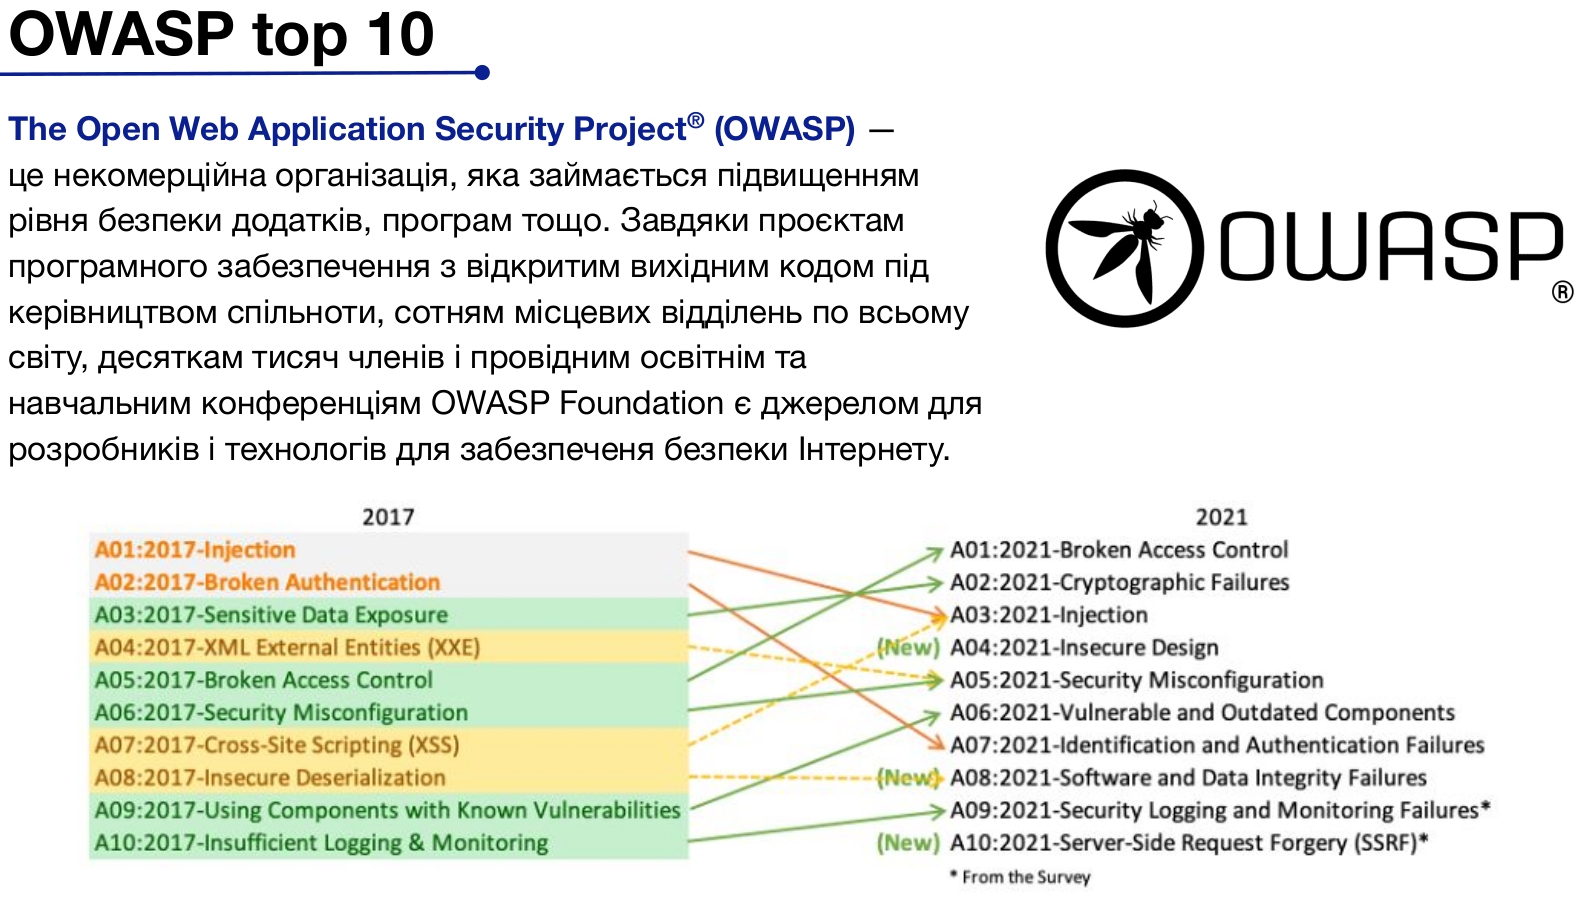 OWASP top 10
The Open Web Application Security Project® (OWASP) —
це некомерційна організація, яка займається підвищенням
рівня безпеки додатків, програм тощо. Завдяки проєктам
програмного забезпечення з відкритим вихідним кодом під
керівництвом спільноти, сотням місцевих відділень по всьому
світу, десяткам тисяч членів і провідним освітнім та
навчальним конференціям OWASP Foundation є джерелом для
розробників і технологів для забезпеченя безпеки Інтернету.
OWASP®
2017
A01:2017-Injection
A02:2017-Broken Authentication
A03:2017-Sensitive Data Exposure
A04:2017-XML External Entities (XXE)
A05:2017-Broken Access Control
A06:2017-Security Misconfiguration
A07:2017-Cross-Site Scripting (XSS)
A08:2017-Insecure Deserialization
A09:2017-Using Components with Known Vulnerabilities
A10:2017-Insufficient Logging & Monitoring
2021
A01:2021-Broken Access Control
A02:2021-Cryptographic Failures
A03:2021-Injection
(New) A04:2021-Insecure Design
A05:2021-Security Misconfiguration
A06:2021-Vulnerable and Outdated Components
A07:2021-Identification and Authentication Failures
(New) A08:2021-Software and Data Integrity Failures
A09:2021-Security Logging and Monitoring Failures*
(New) A10:2021-Server-Side Request Forgery (SSRF)*
* From the Survey